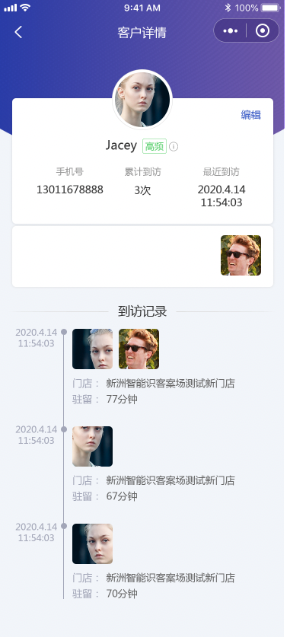 9:41 AM
100%
客户详情
编辑
Jacey 高频
手机号 累计到访 最近到访
13011678888 3次 2020.4.14
11:54:03
到访记录
2020.4.14
11:54:03
门店： 新洲智能识客案场测试新门店
驻留： 77分钟
2020.4.14
11:54:03
门店： 新洲智能识客案场测试新门店
驻留： 67分钟
2020.4.14
11:54:03
门店： 新洲智能识客案场测试新门店
驻留： 70分钟